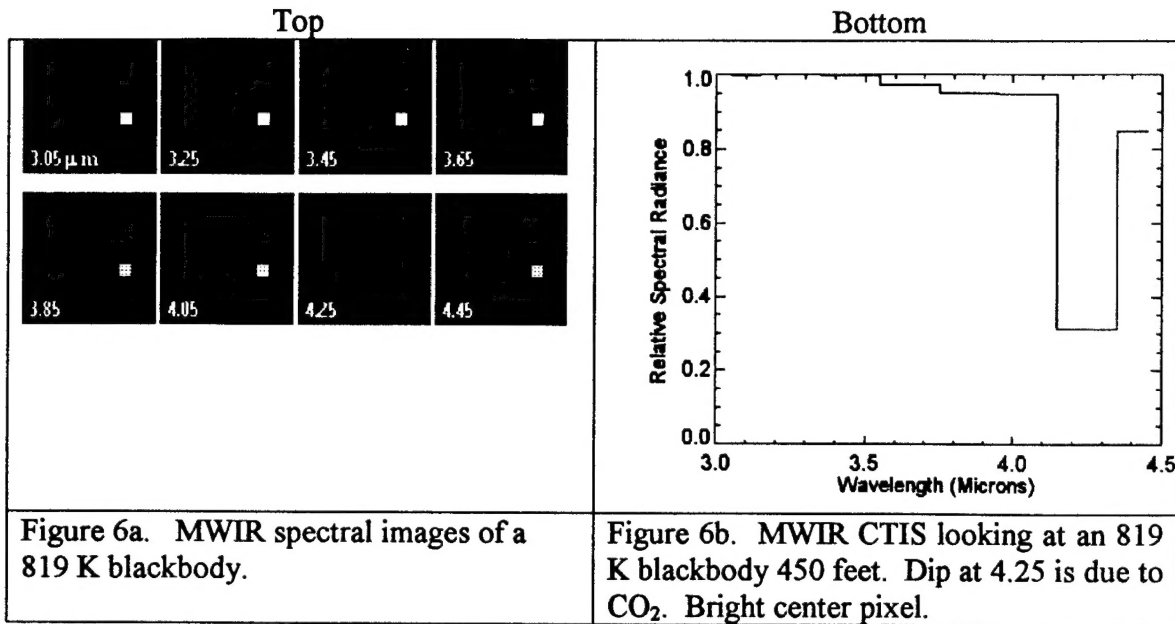 Top
Bottom
3.05 μm
3.25
3.45
3.65
3.85
4.05
4.25
4.45
1.0
0.8
0.6
0.4
0.2
0.0
Relative Spectral Radiance
3.0
3.5
4.0
4.5
Wavelength (Microns)
Figure 6a. MWIR spectral images of a
819 K blackbody.
Figure 6b. MWIR CTIS looking at an 819
K blackbody 450 feet. Dip at 4.25 is due to
CO₂. Bright center pixel.